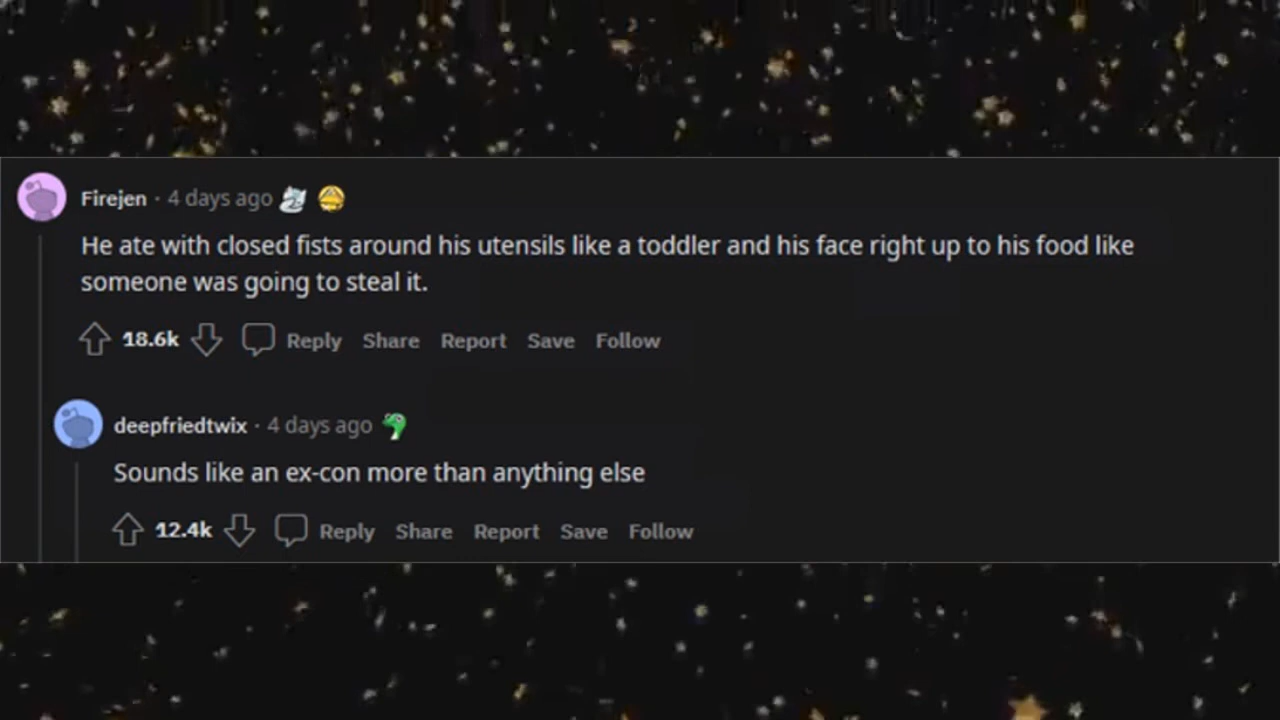 Firejen · 4 days ago
He ate with closed fists around his utensils like a toddler and his face right up to his food like
someone was going to steal it.
18.6k Reply Share Report Save Follow
deepfriedtwix · 4 days ago
Sounds like an ex-con more than anything else
12.4k Reply Share Report Save Follow